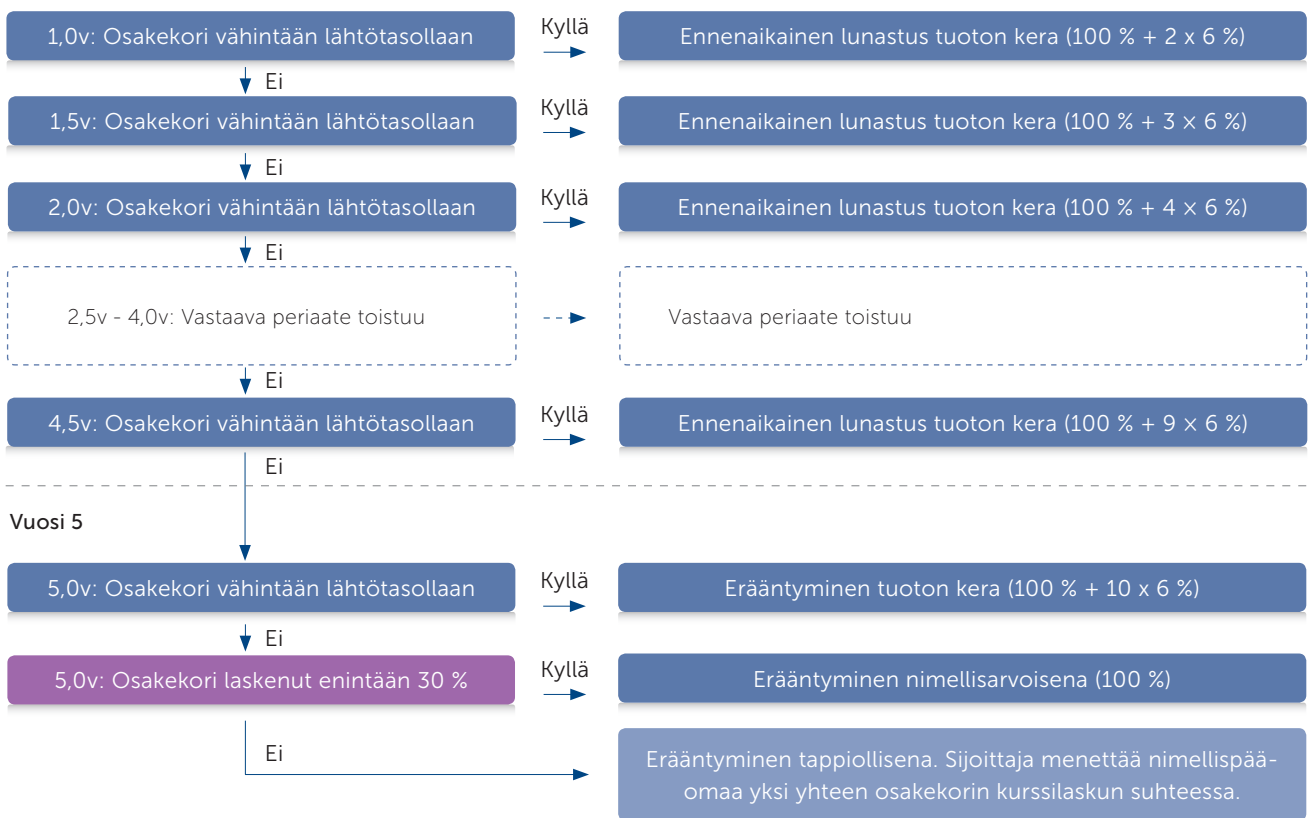 1,0v: Osakekori vähintään lähtötasollaan
Kyllä
Ennenaikainen lunastus tuoton kera (100 % + 2 x 6 %)
Ei
1,5v: Osakekori vähintään lähtötasollaan
Kyllä
Ennenaikainen lunastus tuoton kera (100 % + 3 × 6 %)
Ei
2,0v: Osakekori vähintään lähtötasollaan
Kyllä
Ennenaikainen lunastus tuoton kera (100 % + 4 × 6 %)
Ei
2,5v - 4,0v: Vastaava periaate toistuu
Vastaava periaate toistuu
Ei
4,5v: Osakekori vähintään lähtötasollaan
Kyllä
Ennenaikainen lunastus tuoton kera (100 % + 9 × 6 %)
Ei
Vuosi 5
5,0v: Osakekori vähintään lähtötasollaan
Kyllä
Erääntyminen tuoton kera (100 % + 10 x 6 %)
Ei
5,0v: Osakekori laskenut enintään 30 %
Kyllä
Erääntyminen nimellisarvoisena (100 %)
Ei
Erääntyminen tappiollisena. Sijoittaja menettää nimellispää-
omaa yksi yhteen osakekorin kurssilaskun suhteessa.